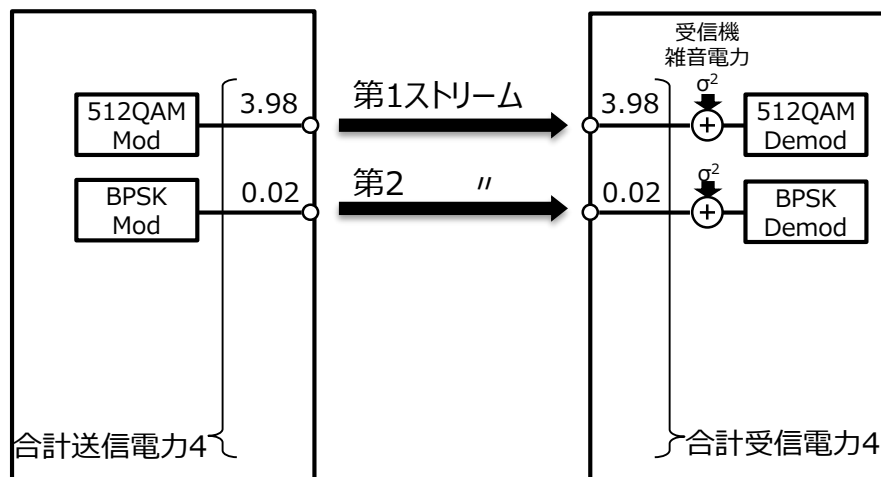 512QAM
Mod
3.98
BPSK
Mod
0.02
合計送信電力4
第1ストリーム
第2 〃
受信機
雑音電力
σ²
3.98
+
512QAM
Demod
σ²
0.02
+
BPSK
Demod
合計受信電力4